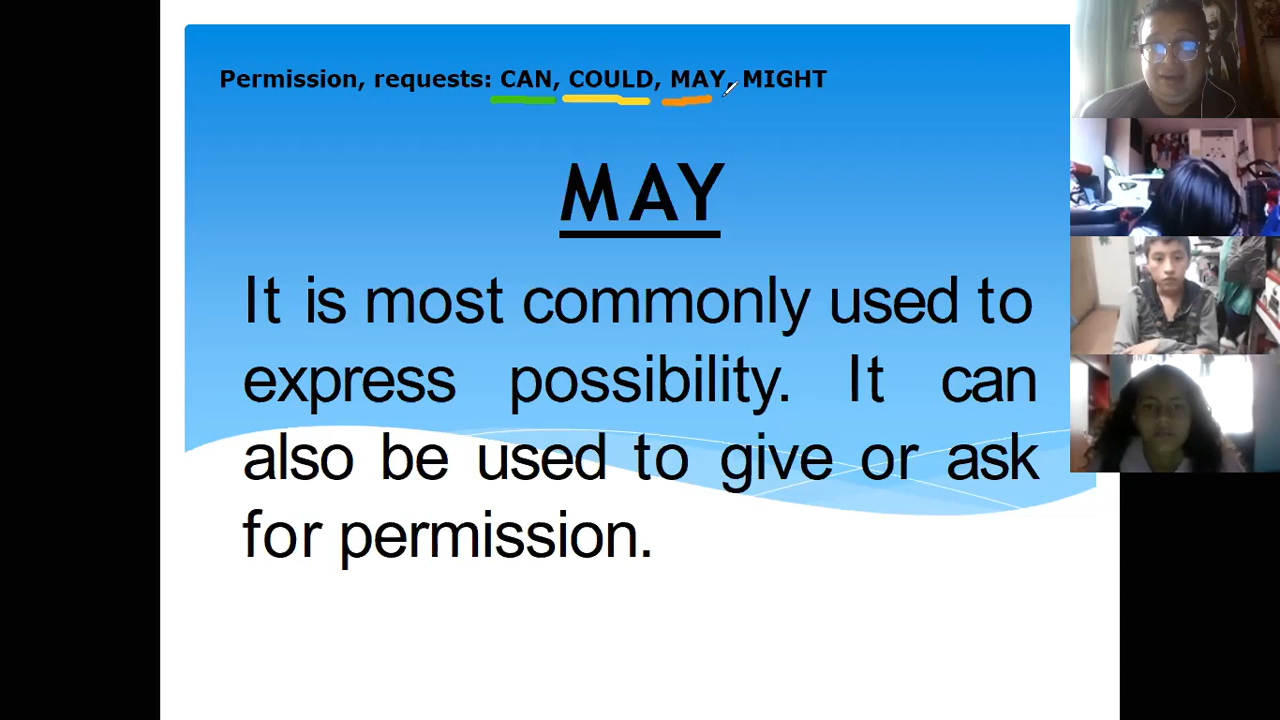 Permission, requests: CAN, COULD, MAY, MIGHT
MAY
It is most commonly used to
express possibility. It can
also be used to give or ask
for permission.